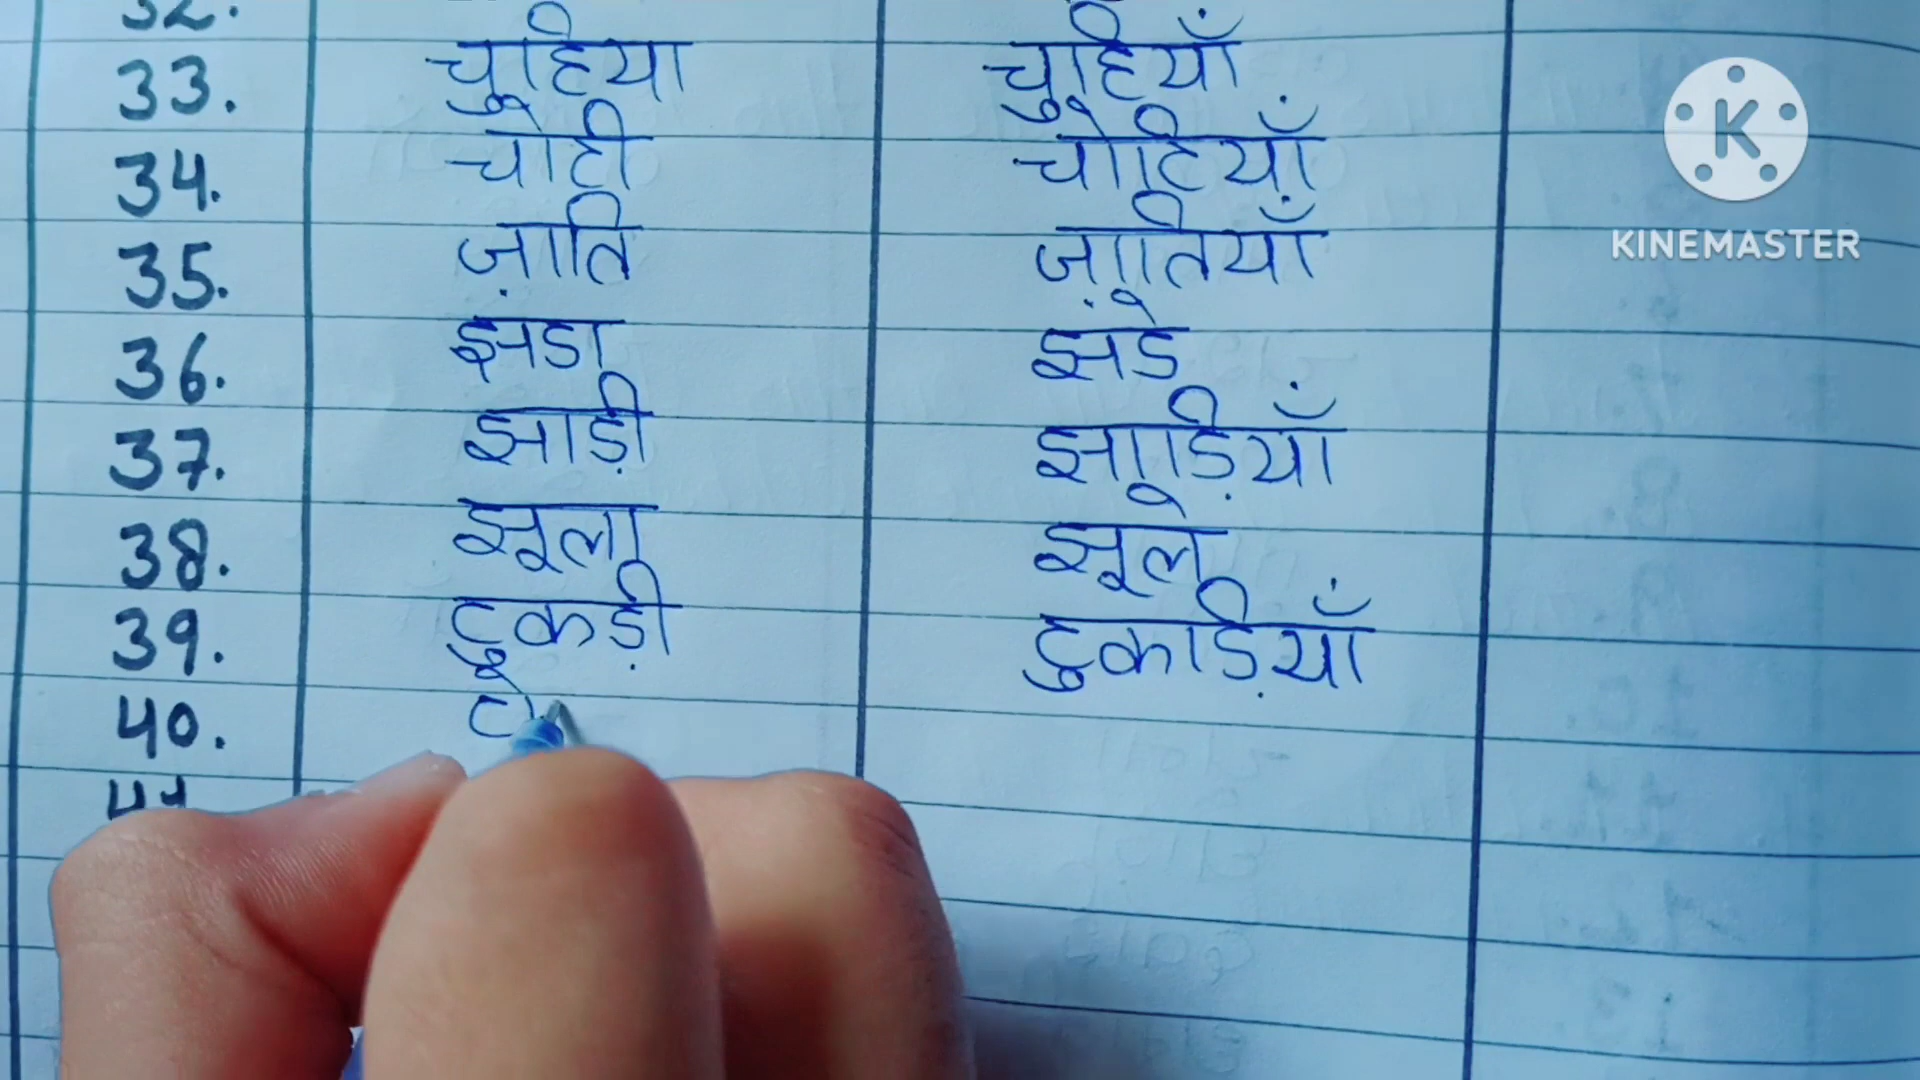 33. चुहिया चुहियाँ
34. चोटी चोटियाँ
35. ज़ाति ज़ातियाँ
36. झंडा झंडे
37. झाड़ी झाड़ियाँ
38. झूला झूले
39. टुकड़ी टुकड़ियाँ
40.
KINEMASTER